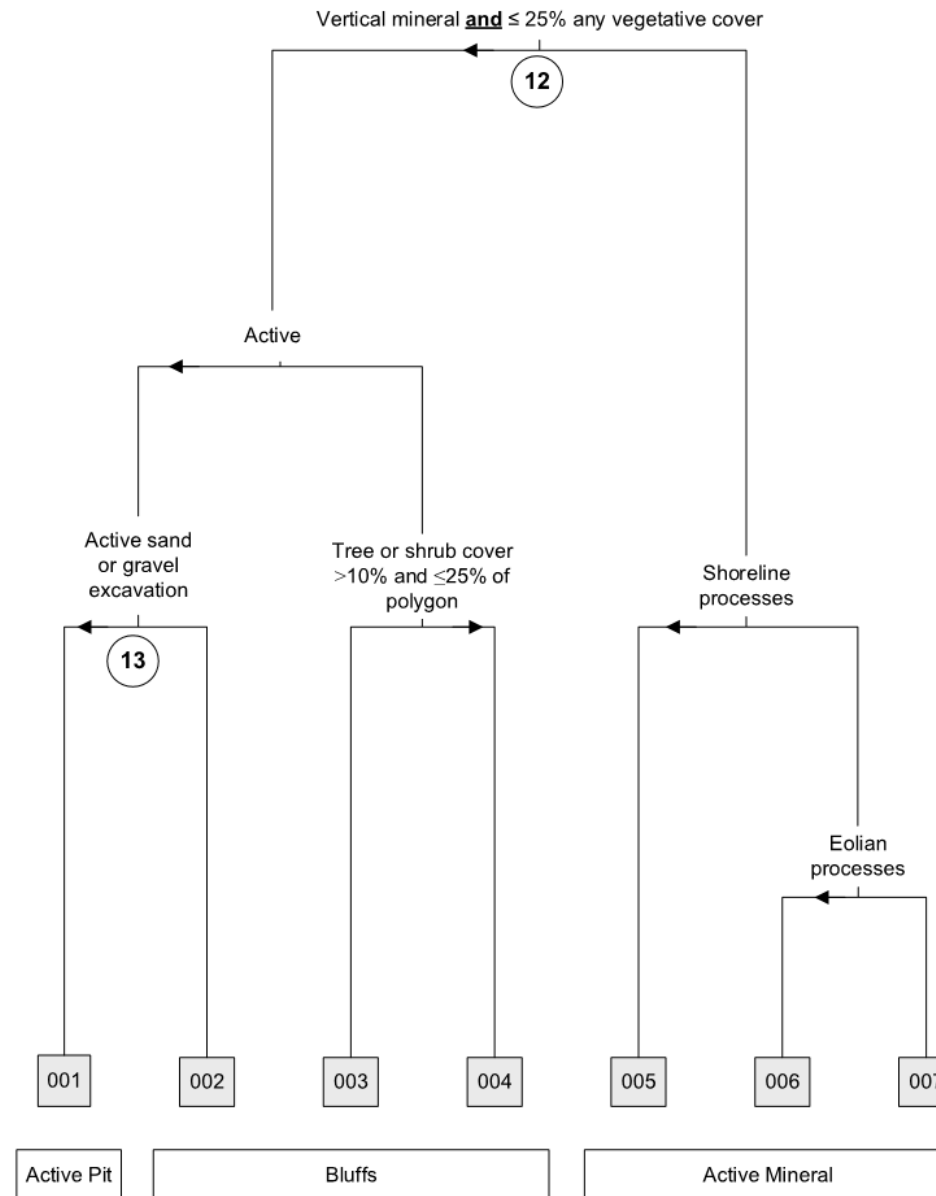 Vertical mineral and ≤ 25% any vegetative cover
12
Active
Active sand
or gravel
excavation
13
Tree or shrub cover
>10% and ≤25% of
polygon
Shoreline
processes
Eolian
processes
001
002
003
004
005
006
007
Active Pit
Bluffs
Active Mineral